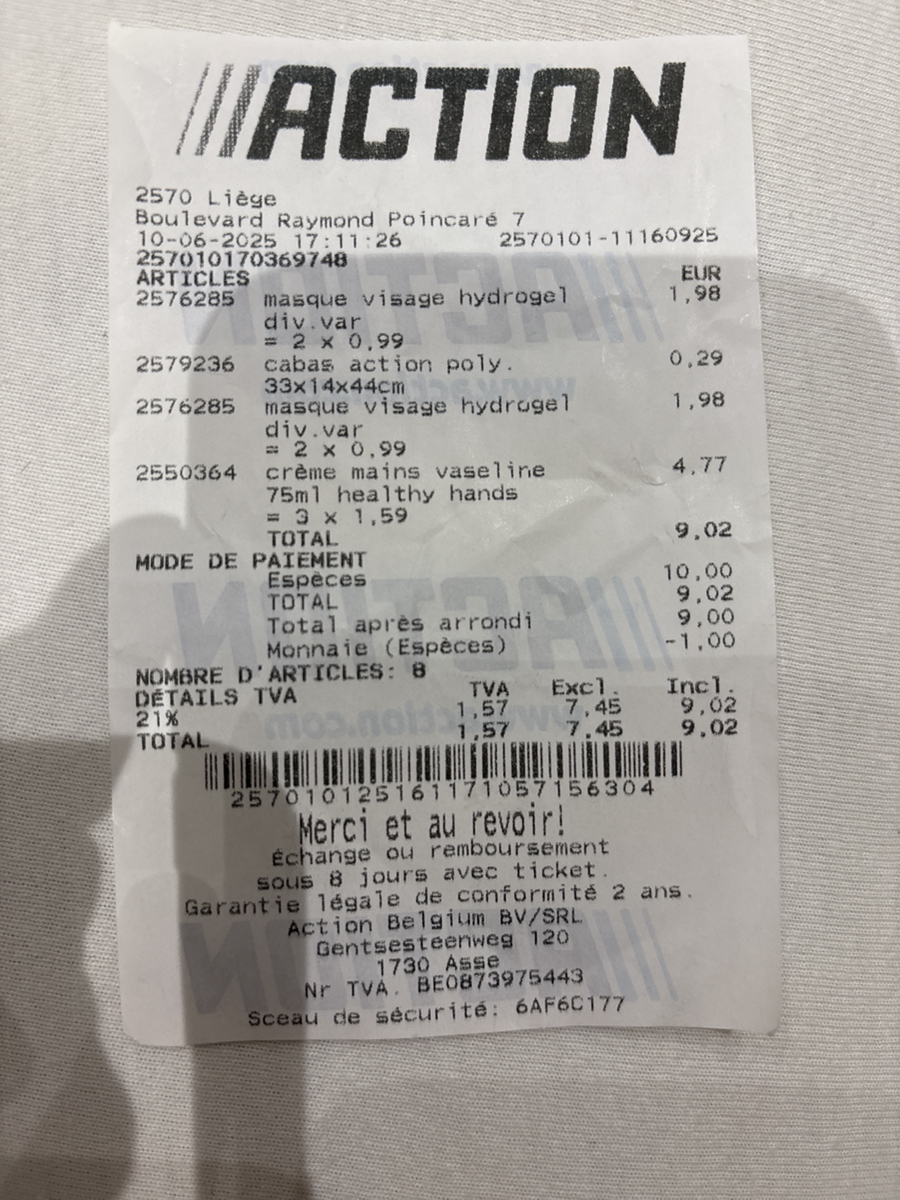 ACTION
2570 Liège
Boulevard Raymond Poincaré 7
10-06-2025 17:11:26 2570101-11160925
257010170369748
ARTICLES EUR
2576285 masque visage hydrogel 1,98
div.var
= 2 x 0,99
2579236 cabas action poly. 0,29
33x14x44cm
2576285 masque visage hydrogel 1,98
div.var
= 2 x 0,99
2550364 crème mains vaseline 4,77
75ml healthy hands
= 3 x 1,59
TOTAL 9,02
MODE DE PAIEMENT
Espèces 10,00
TOTAL 9,02
Total après arrondi 9,00
Monnaie (Espèces) -1,00
NOMBRE D'ARTICLES: 8
DÉTAILS TVA TVA Excl. Incl.
21% 1,57 7,45 9,02
TOTAL 1,57 7,45 9,02
257010125161171057156304
Merci et au revoir!
Échange ou remboursement
sous 8 jours avec ticket.
Garantie légale de conformité 2 ans.
Action Belgium BV/SRL
Gentsesteenweg 120
1730 Asse
Nr TVA. BE0873975443
Sceau de sécurité: 6AF6C177